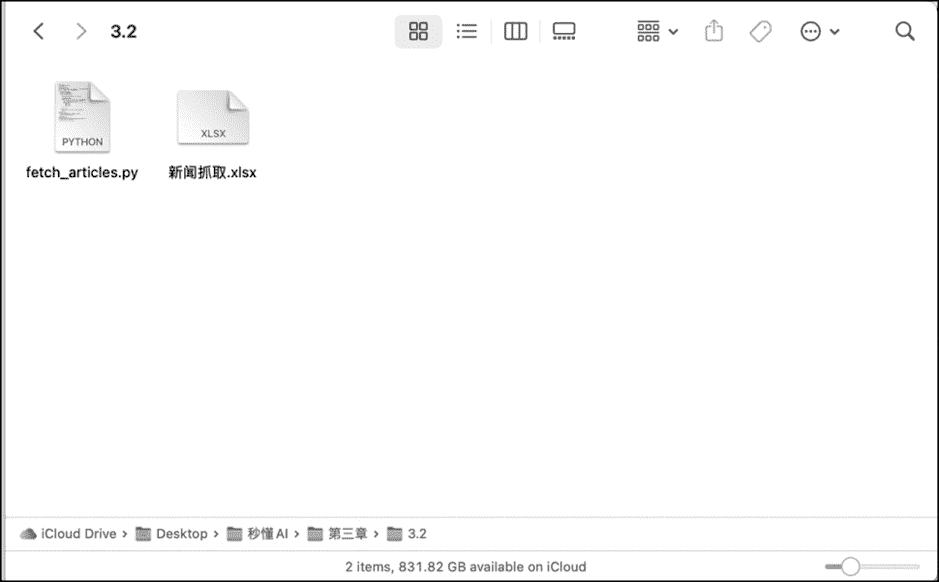 3.2
PYTHON
XLSX
fetch_articles.py
新闻抓取.xlsx
iCloud Drive › Desktop › 秒懂AI › 第三章 › 3.2
2 items, 831.82 GB available on iCloud